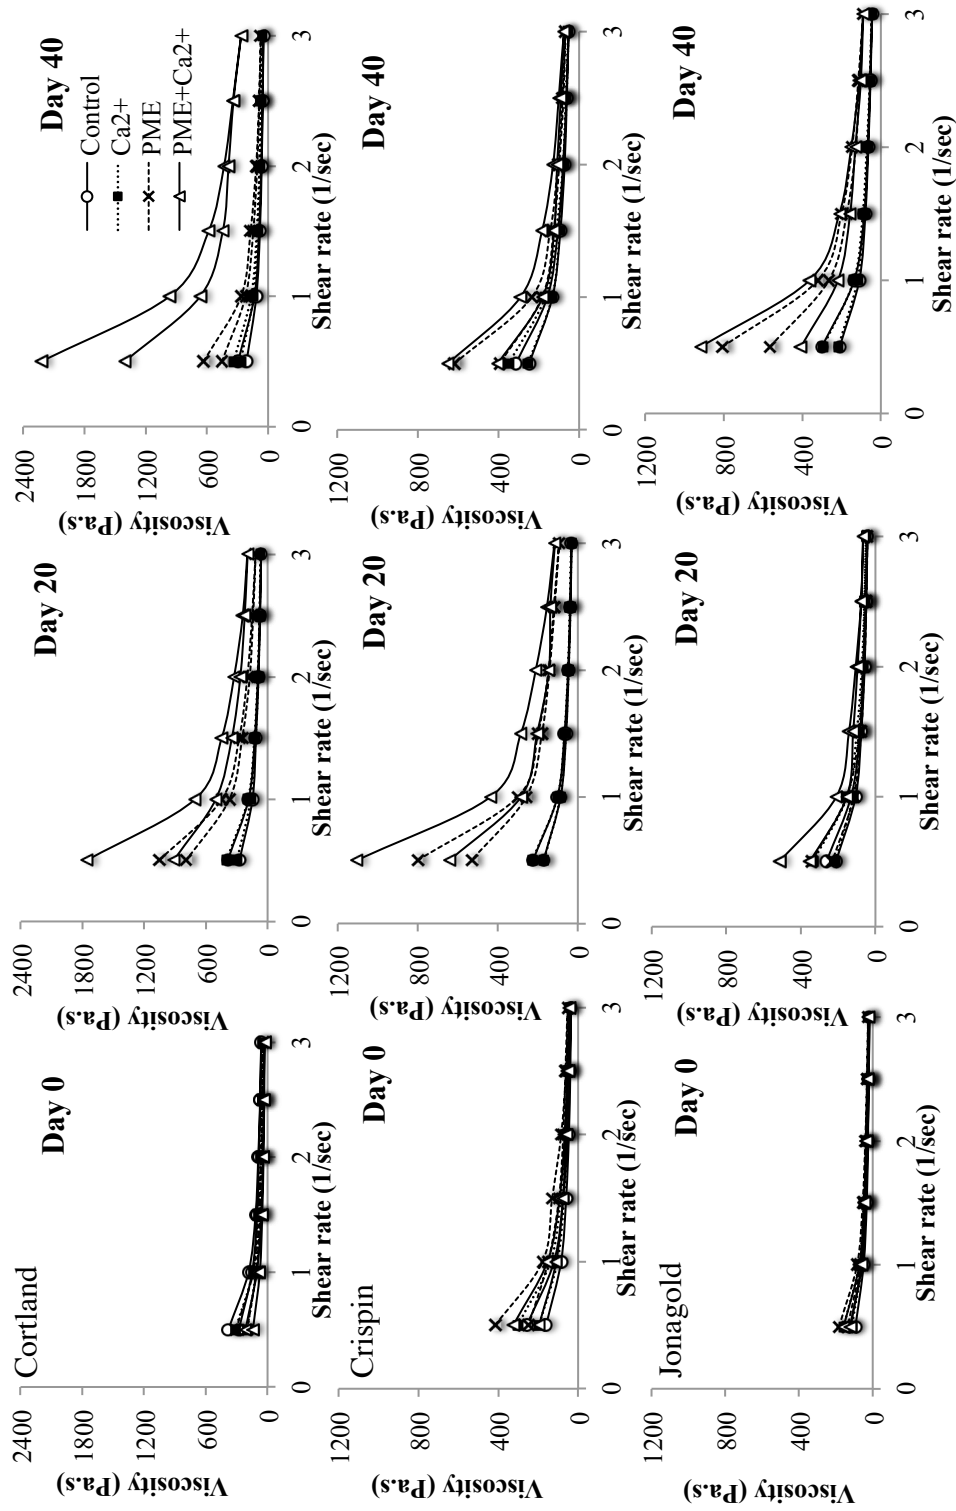 Cortland
Day 0
2400
1800
1200
600
0
Viscosity (Pa.s)
0
1
2
3
Shear rate (1/sec)
Day 20
2400
1800
1200
600
0
Viscosity (Pa.s)
0
1
2
3
Shear rate (1/sec)
Day 40
Control
Ca2+
PME
PME+Ca2+
2400
1800
1200
600
0
Viscosity (Pa.s)
0
1
2
3
Shear rate (1/sec)
Crispin
Day 0
1200
800
400
0
Viscosity (Pa.s)
0
1
2
3
Shear rate (1/sec)
Day 20
1200
800
400
0
Viscosity (Pa.s)
0
1
2
3
Shear rate (1/sec)
Day 40
1200
800
400
0
Viscosity (Pa.s)
0
1
2
3
Shear rate (1/sec)
Jonagold
Day 0
1200
800
400
0
Viscosity (Pa.s)
0
1
2
3
Shear rate (1/sec)
Day 20
1200
800
400
0
Viscosity (Pa.s)
0
1
2
3
Shear rate (1/sec)
Day 40
1200
800
400
0
Viscosity (Pa.s)
0
1
2
3
Shear rate (1/sec)